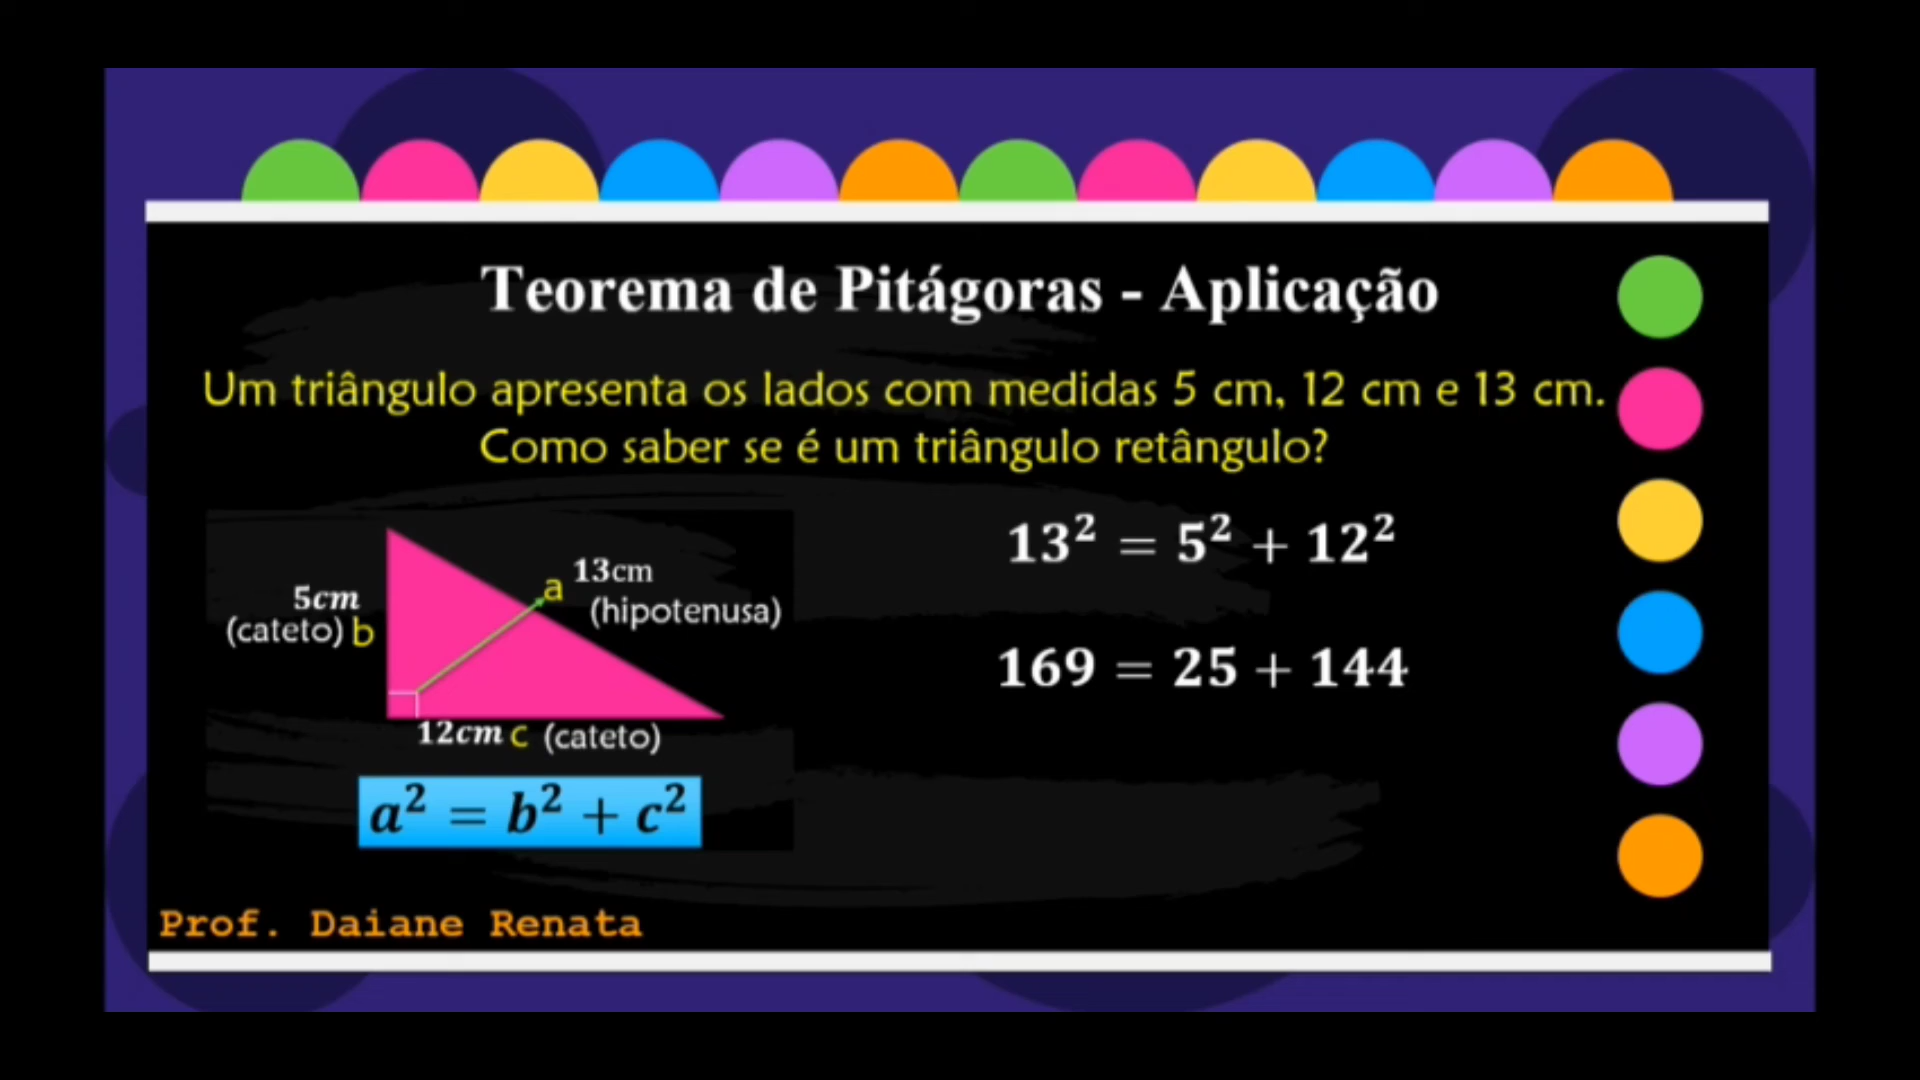 Teorema de Pitágoras - Aplicação
Um triângulo apresenta os lados com medidas 5 cm, 12 cm e 13 cm.
Como saber se é um triângulo retângulo?
5cm
(cateto) b
a 13cm
(hipotenusa)
12cm c (cateto)
a² = b² + c²
13² = 5² + 12²
169 = 25 + 144
Prof. Daiane Renata